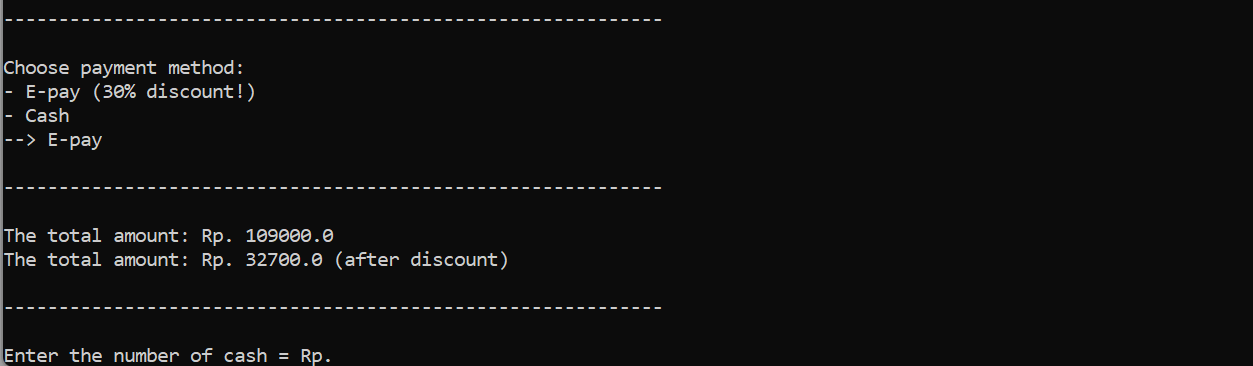 ------------------------------------------------------------
Choose payment method:
- E-pay (30% discount!)
- Cash
--> E-pay
------------------------------------------------------------
The total amount: Rp. 109000.0
The total amount: Rp. 32700.0 (after discount)
------------------------------------------------------------
Enter the number of cash = Rp.